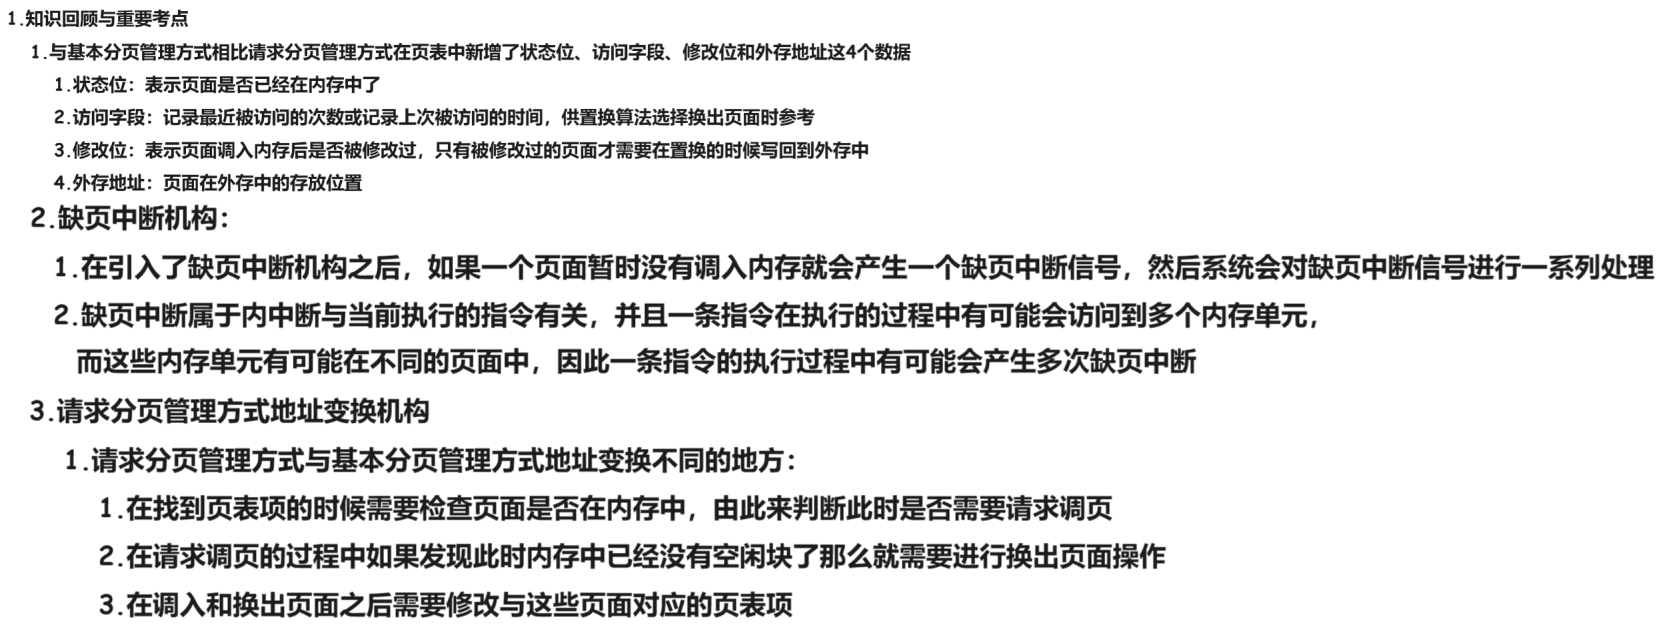 1.知识回顾与重要考点
1.与基本分页管理方式相比请求分页管理方式在页表中新增了状态位、访问字段、修改位和外存地址这4个数据
1.状态位：表示页面是否已经在内存中了
2.访问字段：记录最近被访问的次数或记录上次被访问的时间，供置换算法选择换出页面时参考
3.修改位：表示页面调入内存后是否被修改过，只有被修改过的页面才需要在置换的时候写回到外存中
4.外存地址：页面在外存中的存放位置
2.缺页中断机构：
1.在引入了缺页中断机构之后，如果一个页面暂时没有调入内存就会产生一个缺页中断信号，然后系统会对缺页中断信号进行一系列处理
2.缺页中断属于内中断与当前执行的指令有关，并且一条指令在执行的过程中有可能会访问到多个内存单元，
而这些内存单元有可能在不同的页面中，因此一条指令的执行过程中有可能会产生多次缺页中断
3.请求分页管理方式地址变换机构
1.请求分页管理方式与基本分页管理方式地址变换不同的地方：
1.在找到页表项的时候需要检查页面是否在内存中，由此来判断此时是否需要请求调页
2.在请求调页的过程中如果发现此时内存中已经没有空闲块了那么就需要进行换出页面操作
3.在调入和换出页面之后需要修改与这些页面对应的页表项